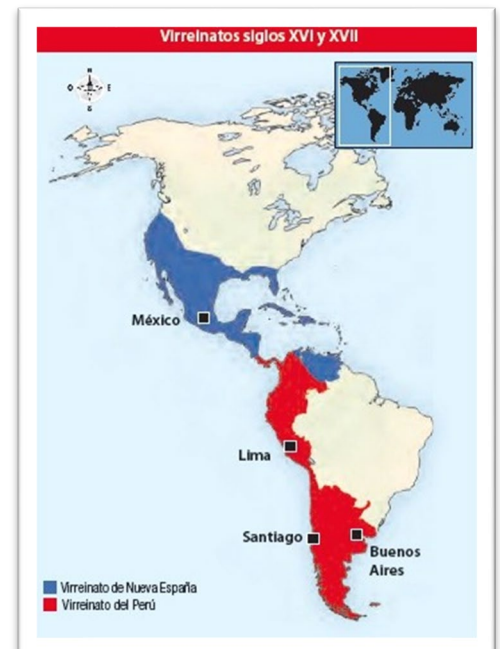 Virreinatos siglos XVI y XVII
N
O
E
S
México
Lima
Santiago
Buenos
Aires
Virreinato de Nueva España
Virreinato del Perú